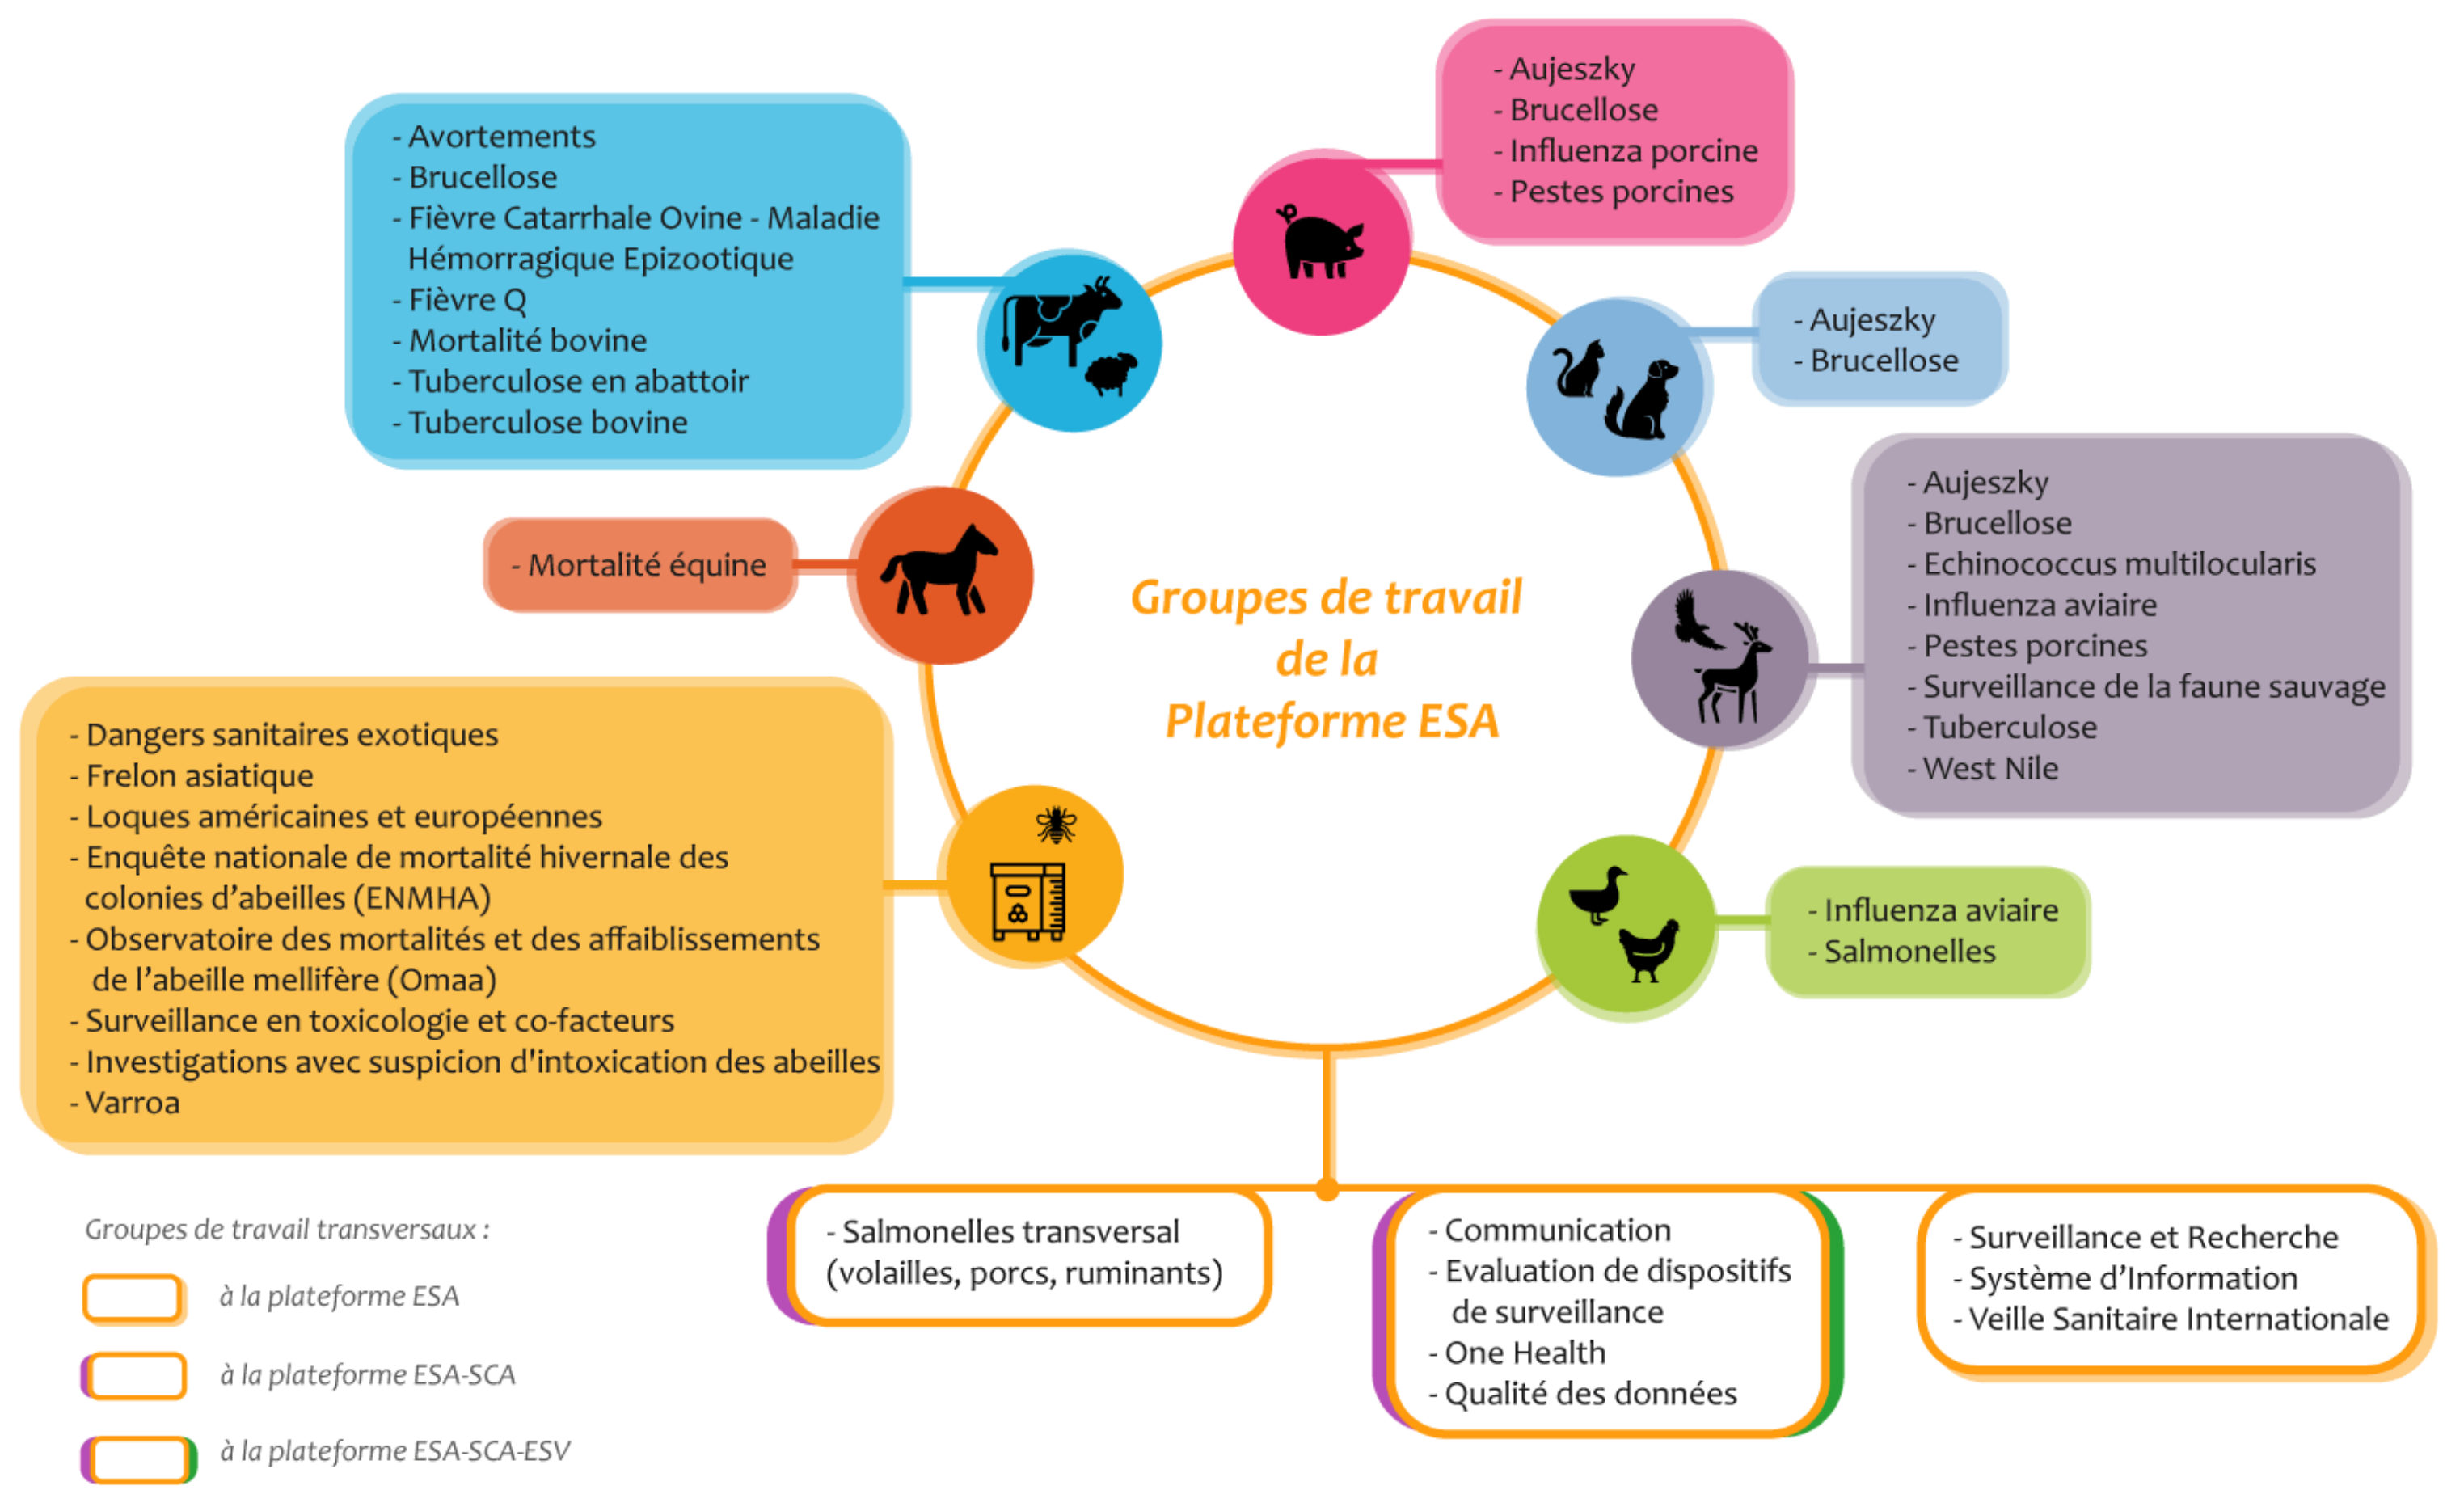 - Aujeszky
- Brucellose
- Influenza porcine
- Pestes porcines
- Avortements
- Brucellose
- Fièvre Catarrhale Ovine - Maladie
Hémorragique Epizootique
- Fièvre Q
- Mortalité bovine
- Tuberculose en abattoir
- Tuberculose bovine
- Aujeszky
- Brucellose
- Mortalité équine
Groupes de travail
de la
Plateforme ESA
- Aujeszky
- Brucellose
- Echinococcus multilocularis
- Influenza aviaire
- Pestes porcines
- Surveillance de la faune sauvage
- Tuberculose
- West Nile
- Dangers sanitaires exotiques
- Frelon asiatique
- Loques américaines et européennes
- Enquête nationale de mortalité hivernale des
colonies d'abeilles (ENMHA)
- Observatoire des mortalités et des affaiblissements
de l'abeille mellifère (Omaa)
- Surveillance en toxicologie et co-facteurs
- Investigations avec suspicion d'intoxication des abeilles
- Varroa
- Influenza aviaire
- Salmonelles
- Salmonelles transversal
(volailles, porcs, ruminants)
- Communication
- Evaluation de dispositifs
de surveillance
- One Health
- Qualité des données
- Surveillance et Recherche
- Système d'Information
- Veille Sanitaire Internationale
Groupes de travail transversaux :
à la plateforme ESA
à la plateforme ESA-SCA
à la plateforme ESA-SCA-ESV